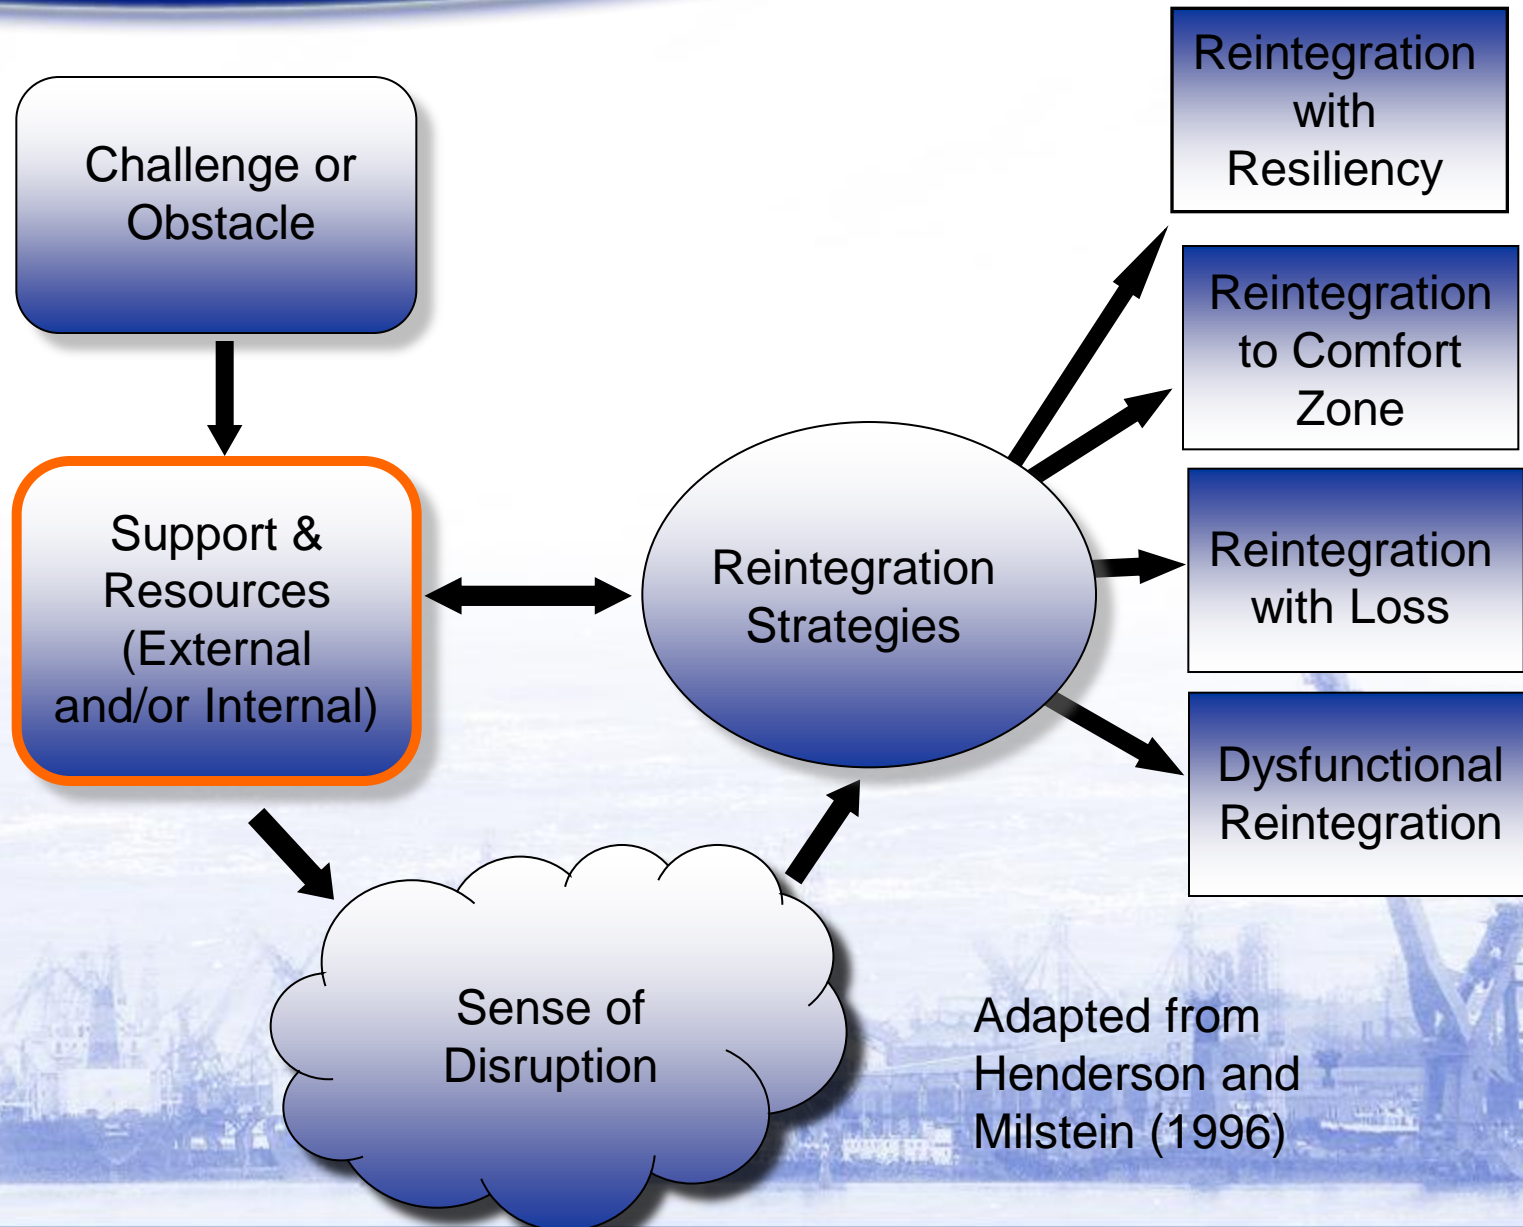 Challenge or
Obstacle
Support &
Resources
(External
and/or Internal)
Sense of
Disruption
Reintegration
Strategies
Reintegration
with
Resiliency
Reintegration
to Comfort
Zone
Reintegration
with Loss
Dysfunctional
Reintegration
Adapted from
Henderson and
Milstein (1996)